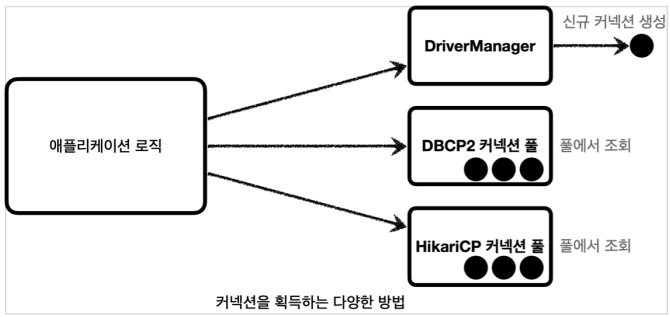 신규 커넥션 생성
DriverManager
애플리케이션 로직
DBCP2 커넥션 풀
풀에서 조회
HikariCP 커넥션 풀
풀에서 조회
커넥션을 획득하는 다양한 방법